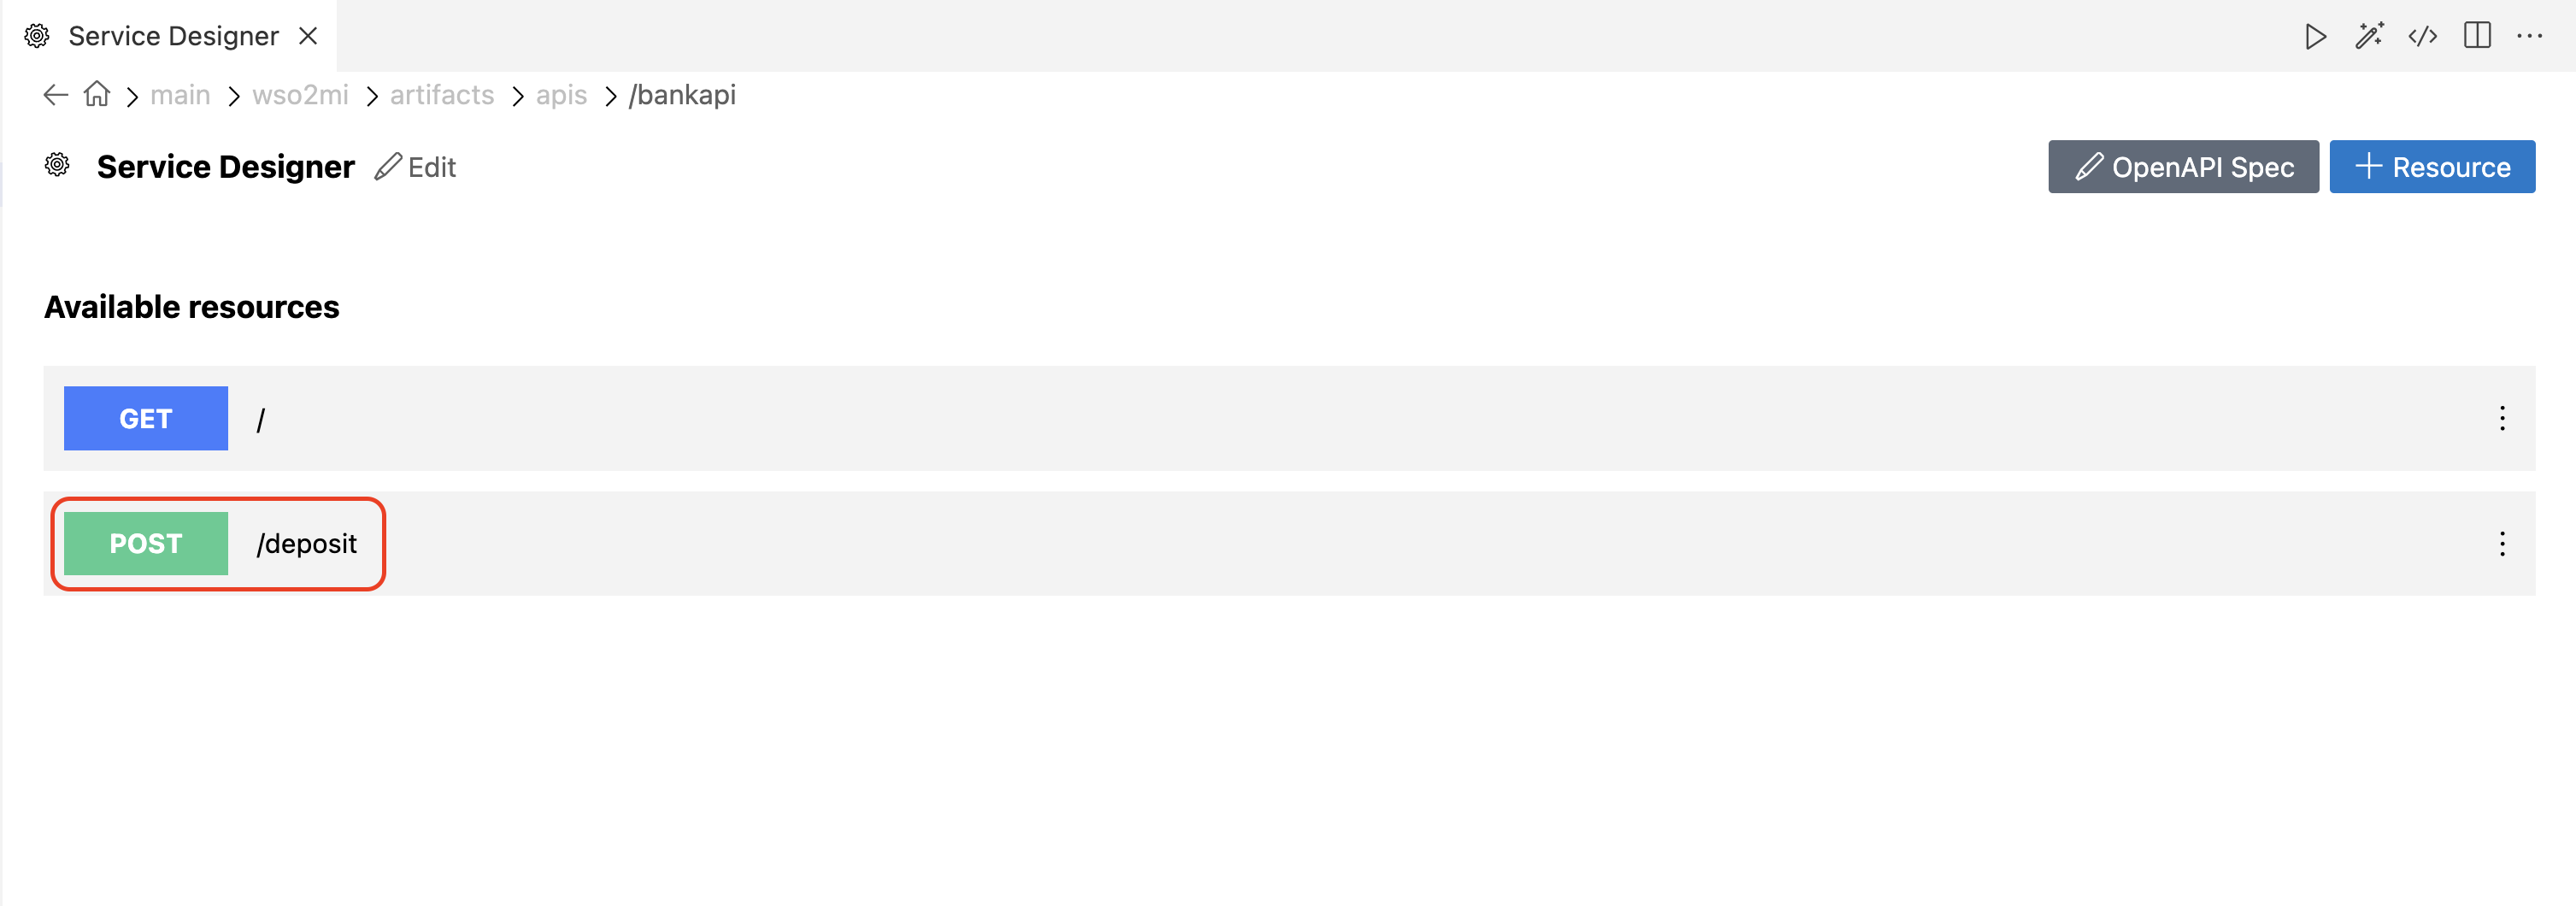 Service Designer
main > wso2mi > artifacts > apis > /bankapi
Service Designer Edit OpenAPI Spec + Resource
Available resources
GET /
POST /deposit